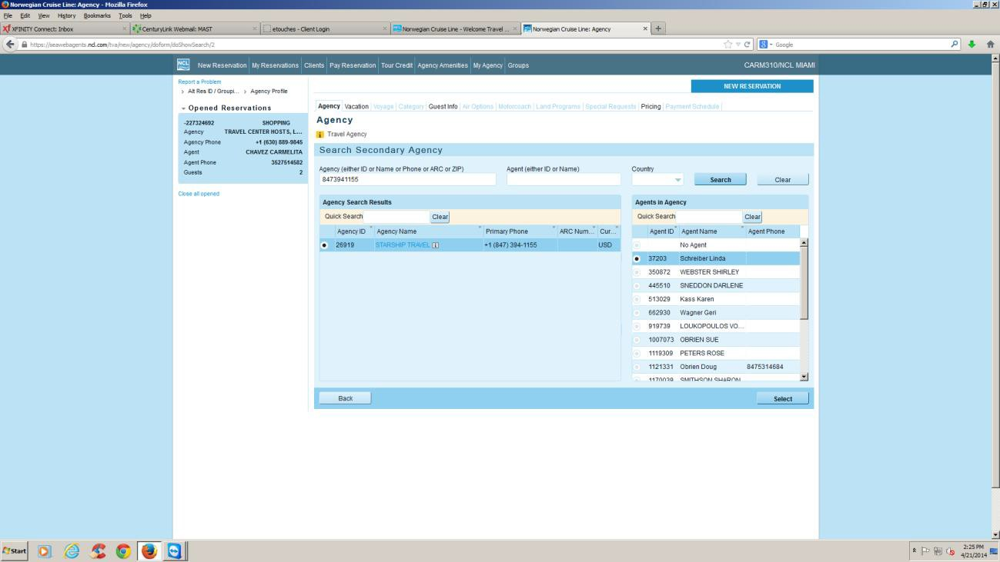 Norwegian Cruise Line: Agency - Mozilla Firefox
File Edit View History Bookmarks Tools Help
XFINITY Connect: Inbox × CenturyLink Webmail: MAST × etouches - Client Login × Norwegian Cruise Line - Welcome Travel ... × Norwegian Cruise Line: Agency × +
https://seawebagents.ncl.com/tva/new/agency/doform/doShowSearch/2 Google
NCL New Reservation My Reservations Clients Pay Reservation Tour Credit Agency Amenities My Agency Groups CARM310/NCL MIAMI
Report a Problem
Alt Res ID / Groupi... Agency Profile
NEW RESERVATION
Opened Reservations
-227324692 SHOPPING
Agency TRAVEL CENTER HOSTS, L...
Agency Phone +1 (630) 889-9845
Agent CHAVEZ CARMELITA
Agent Phone 3527514582
Guests 2
Close all opened
Agency Vacation Voyage Category Guest Info Air Options Motorcoach Land Programs Special Requests Pricing Payment Schedule
Agency
Travel Agency
Search Secondary Agency
Agency (either ID or Name or Phone or ARC or ZIP) Agent (either ID or Name) Country
8473941155 Search Clear
Agency Search Results Agents in Agency
Quick Search Clear Quick Search Clear
Agency ID Agency Name Primary Phone ARC Num... Cur... Agent ID Agent Name Agent Phone
26919 STARSHIP TRAVEL +1 (847) 394-1155 USD
No Agent
37203 Schreiber Linda
350872 WEBSTER SHIRLEY
445510 SNEDDON DARLENE
513029 Kass Karen
662930 Wagner Geri
919739 LOUKOPOULOS VO...
1007073 OBRIEN SUE
1119309 PETERS ROSE
1121331 Obrien Doug 8475314684
1170039 SMITHSON SHARON
Back Select
Start 2:25 PM
4/21/2014